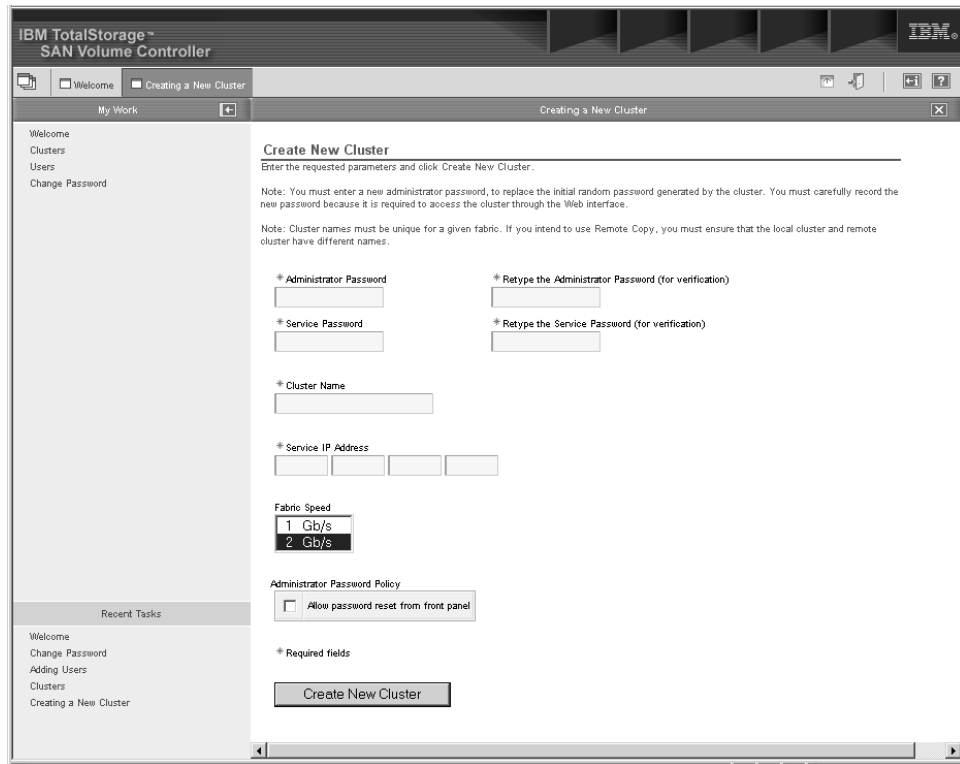 IBM TotalStorage™
SAN Volume Controller
IBM®
Welcome
Creating a New Cluster
?
My Work
Creating a New Cluster
Welcome
Clusters
Users
Change Password
Create New Cluster
Enter the requested parameters and click Create New Cluster.
Note: You must enter a new administrator password, to replace the initial random password generated by the cluster. You must carefully record the
new password because it is required to access the cluster through the Web interface.
Note: Cluster names must be unique for a given fabric. If you intend to use Remote Copy, you must ensure that the local cluster and remote
cluster have different names.
* Administrator Password
* Retype the Administrator Password (for verification)
* Service Password
* Retype the Service Password (for verification)
* Cluster Name
* Service IP Address
Fabric Speed
1 Gb/s
2 Gb/s
Administrator Password Policy
Allow password reset from front panel
* Required fields
Create New Cluster
Recent Tasks
Welcome
Change Password
Adding Users
Clusters
Creating a New Cluster